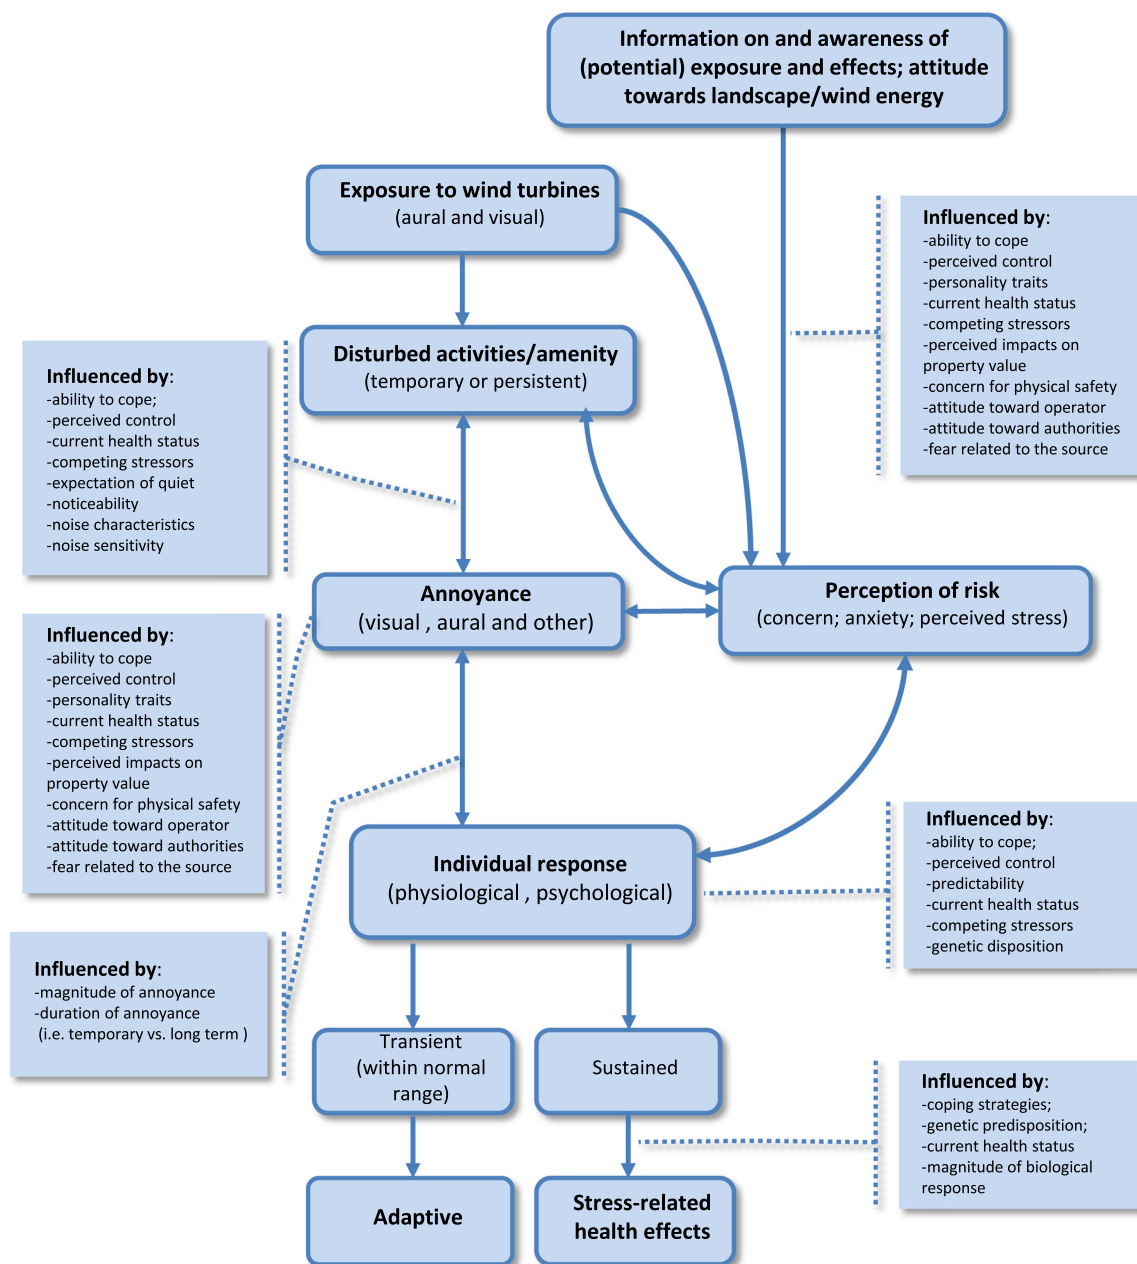 Information on and awareness of
(potential) exposure and effects; attitude
towards landscape/wind energy
Exposure to wind turbines
(aural and visual)
Influenced by:
-ability to cope
-perceived control
-personality traits
-current health status
-competing stressors
-perceived impacts on
property value
-concern for physical safety
-attitude toward operator
-attitude toward authorities
-fear related to the source
Disturbed activities/amenity
(temporary or persistent)
Influenced by:
-ability to cope;
-perceived control
-current health status
-competing stressors
-expectation of quiet
-noticeability
-noise characteristics
-noise sensitivity
Annoyance
(visual , aural and other)
Perception of risk
(concern; anxiety; perceived stress)
Influenced by:
-ability to cope
-perceived control
-personality traits
-current health status
-competing stressors
-perceived impacts on
property value
-concern for physical safety
-attitude toward operator
-attitude toward authorities
-fear related to the source
Individual response
(physiological , psychological)
Influenced by:
-ability to cope;
-perceived control
-predictability
-current health status
-competing stressors
-genetic disposition
Influenced by:
-magnitude of annoyance
-duration of annoyance
(i.e. temporary vs. long term )
Transient
(within normal
range)
Sustained
Influenced by:
-coping strategies;
-genetic predisposition;
-current health status
-magnitude of biological
response
Adaptive
Stress-related
health effects